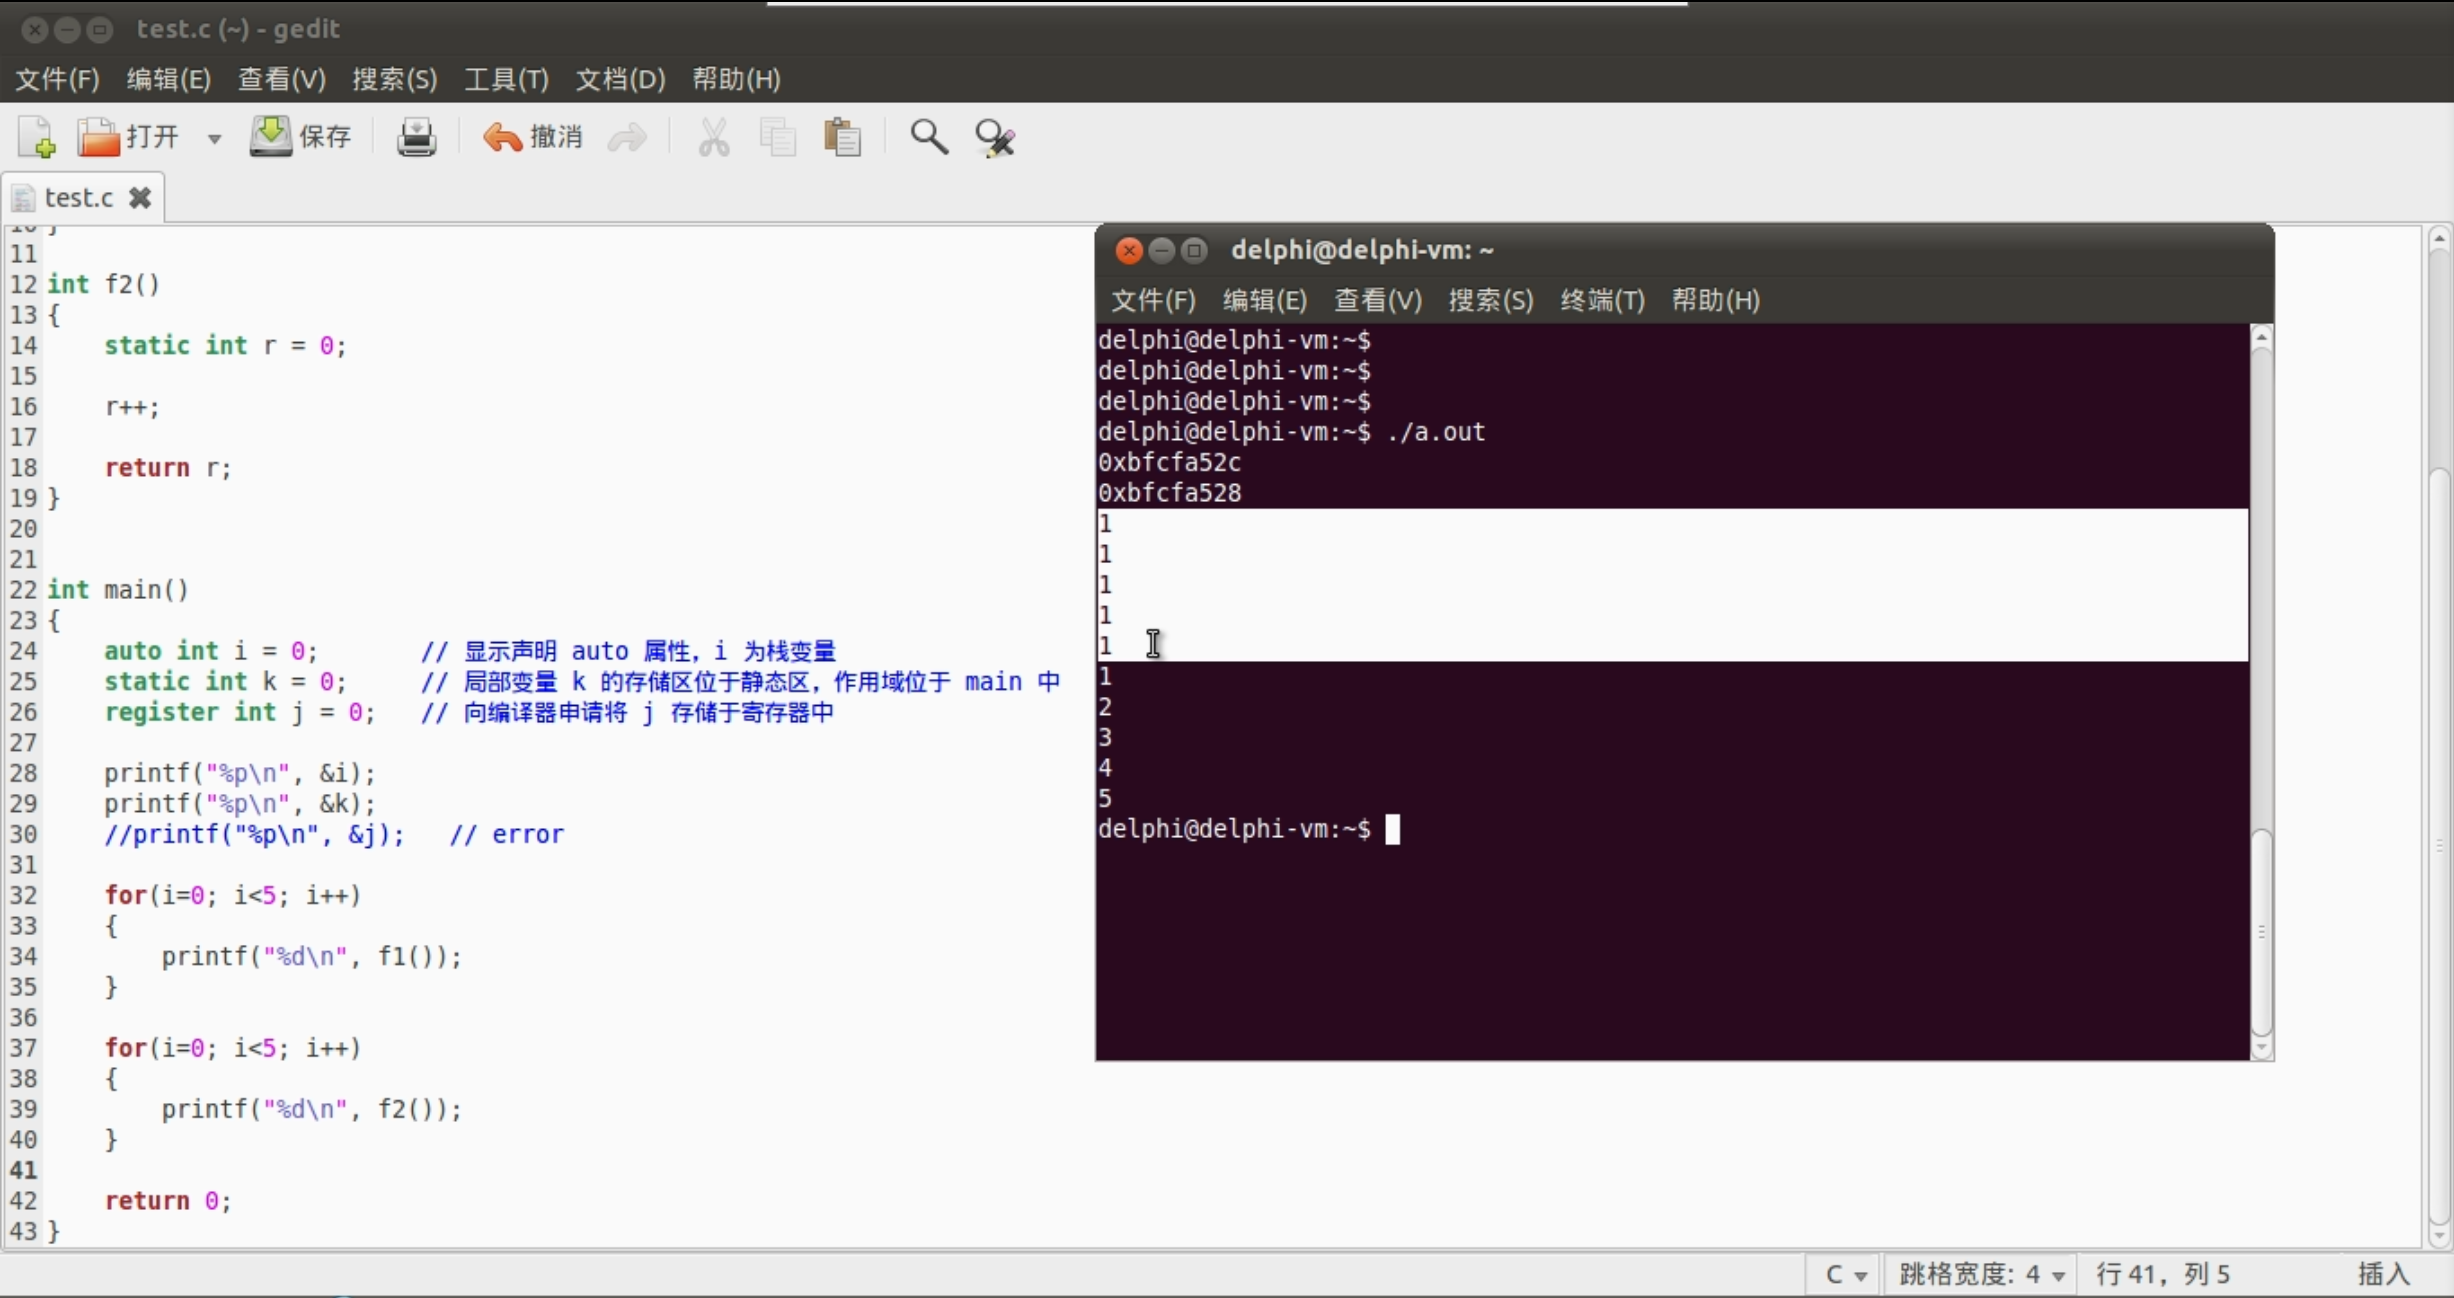 test.c (~) - gedit
文件(F) 编辑(E) 查看(V) 搜索(S) 工具(T) 文档(D) 帮助(H)
打开 保存 撤消
test.c
10 }
11
12 int f2()
13 {
14     static int r = 0;
15
16     r++;
17
18     return r;
19 }
20
21
22 int main()
23 {
24     auto int i = 0;       // 显示声明 auto 属性，i 为栈变量
25     static int k = 0;     // 局部变量 k 的存储区位于静态区，作用域位于 main 中
26     register int j = 0;   // 向编译器申请将 j 存储于寄存器中
27
28     printf("%p\n", &i);
29     printf("%p\n", &k);
30     //printf("%p\n", &j);   // error
31
32     for(i=0; i<5; i++)
33     {
34         printf("%d\n", f1());
35     }
36
37     for(i=0; i<5; i++)
38     {
39         printf("%d\n", f2());
40     }
41
42     return 0;
43 }
delphi@delphi-vm: ~
文件(F) 编辑(E) 查看(V) 搜索(S) 终端(T) 帮助(H)
delphi@delphi-vm:~$
delphi@delphi-vm:~$
delphi@delphi-vm:~$
delphi@delphi-vm:~$ ./a.out
0xbfcfa52c
0xbfcfa528
1
1
1
1
1
1
2
3
4
5
delphi@delphi-vm:~$
C 跳格宽度: 4 行 41，列 5 插入